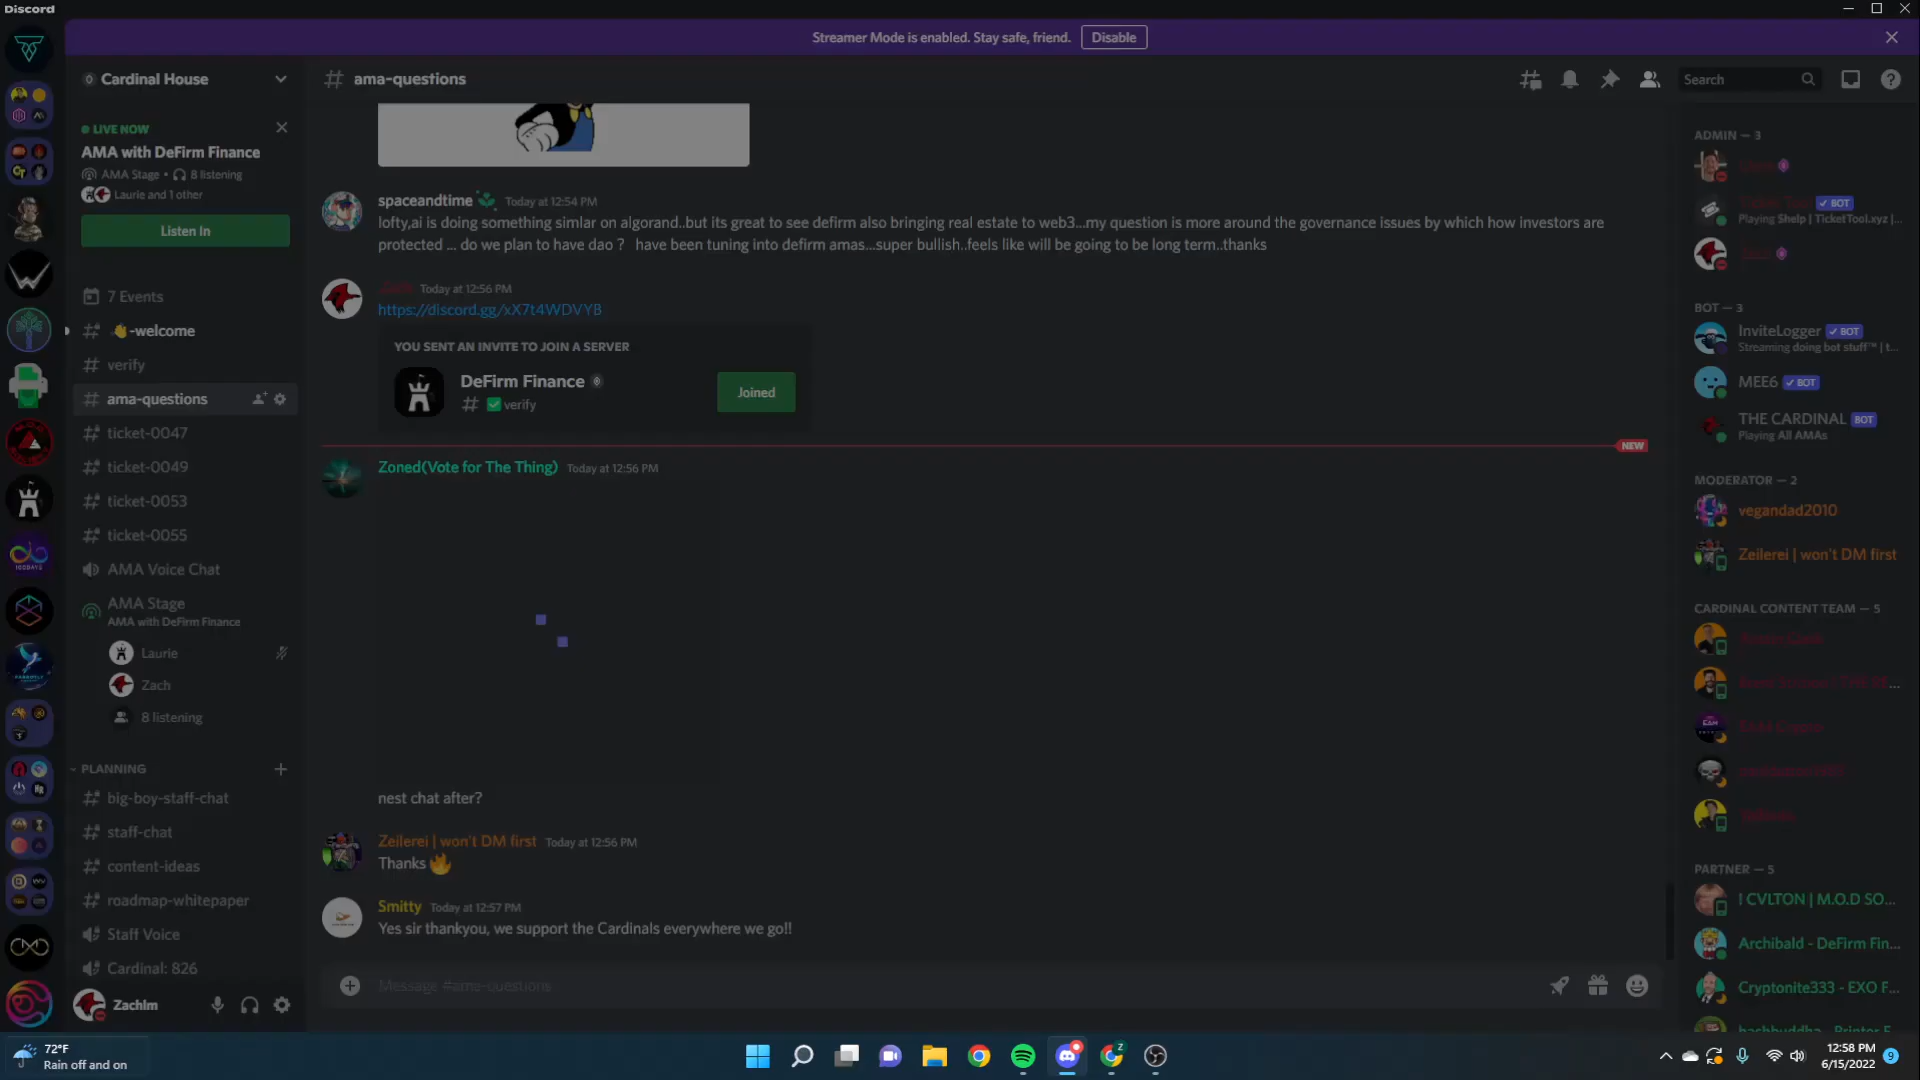 Discord
Streamer Mode is enabled. Stay safe, friend. Disable
Cardinal House
LIVE NOW
AMA with DeFirm Finance
AMA Stage • 8 listening
Laurie and 1 other
Listen In
7 Events
-welcome
verify
ama-questions
ticket-0047
ticket-0049
ticket-0053
ticket-0055
AMA Voice Chat
AMA Stage
AMA with DeFirm Finance
Laurie
Zach
8 listening
PLANNING
big-boy-staff-chat
staff-chat
content-ideas
roadmap-whitepaper
Staff Voice
Cardinal: 826
Zachlm
ama-questions
Search
spaceandtime Today at 12:54 PM
lofty,ai is doing something simlar on algorand..but its great to see defirm also bringing real estate to web3...my question is more around the governance issues by which how investors are
protected ... do we plan to have dao ? have been tuning into defirm amas...super bullish..feels like will be going to be long term..thanks
Today at 12:56 PM
https://discord.gg/xX7t4WDVYB
YOU SENT AN INVITE TO JOIN A SERVER
DeFirm Finance
verify
Joined
NEW
Zoned(Vote for The Thing) Today at 12:56 PM
nest chat after?
Zeilerei | won't DM first Today at 12:56 PM
Thanks
Smitty Today at 12:57 PM
Yes sir thankyou, we support the Cardinals everywhere we go!!
Message #ama-questions
ADMIN — 3
Ticket Tool BOT
Playing $help | TicketTool.xyz |...
BOT — 3
InviteLogger BOT
Streaming doing bot stuff™ | t...
MEE6 BOT
THE CARDINAL BOT
Playing All AMAs
MODERATOR — 2
vegandad2010
Zeilerei | won't DM first
CARDINAL CONTENT TEAM — 5
PARTNER — 5
! CVLTON | M.O.D SO...
Archibald - DeFirm Fin...
Cryptonite333 - EXO F...
72°F
Rain off and on
12:58 PM
6/15/2022
9